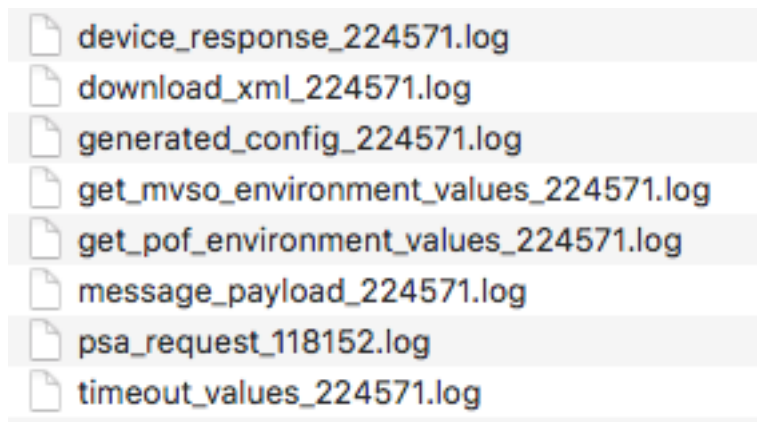 device_response_224571.log
download_xml_224571.log
generated_config_224571.log
get_mvso_environment_values_224571.log
get_pof_environment_values_224571.log
message_payload_224571.log
psa_request_118152.log
timeout_values_224571.log